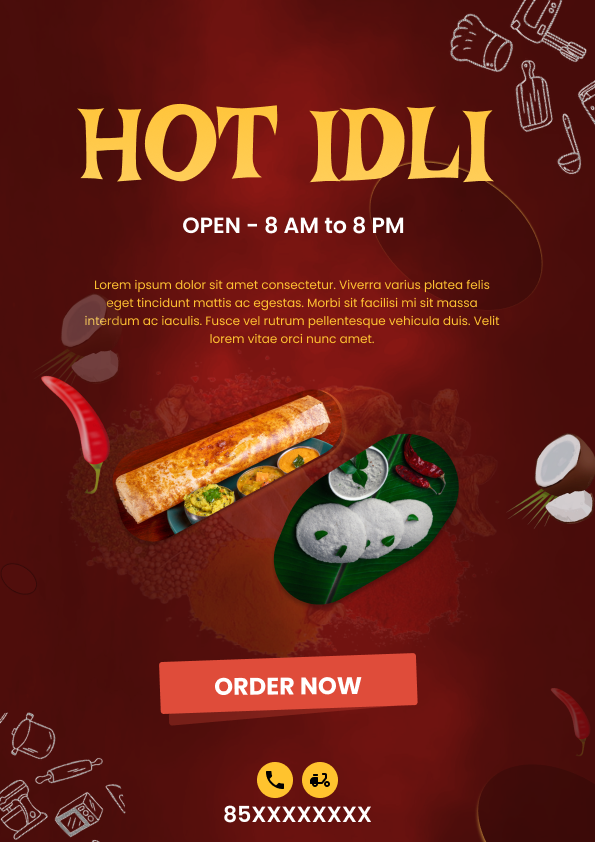 HOT IDLI
OPEN - 8 AM to 8 PM
Lorem ipsum dolor sit amet consectetur. Viverra varius platea felis
eget tincidunt mattis ac egestas. Morbi sit facilisi mi sit massa
interdum ac iaculis. Fusce vel rutrum pellentesque vehicula duis. Velit
lorem vitae orci nunc amet.
ORDER NOW
85XXXXXXXX